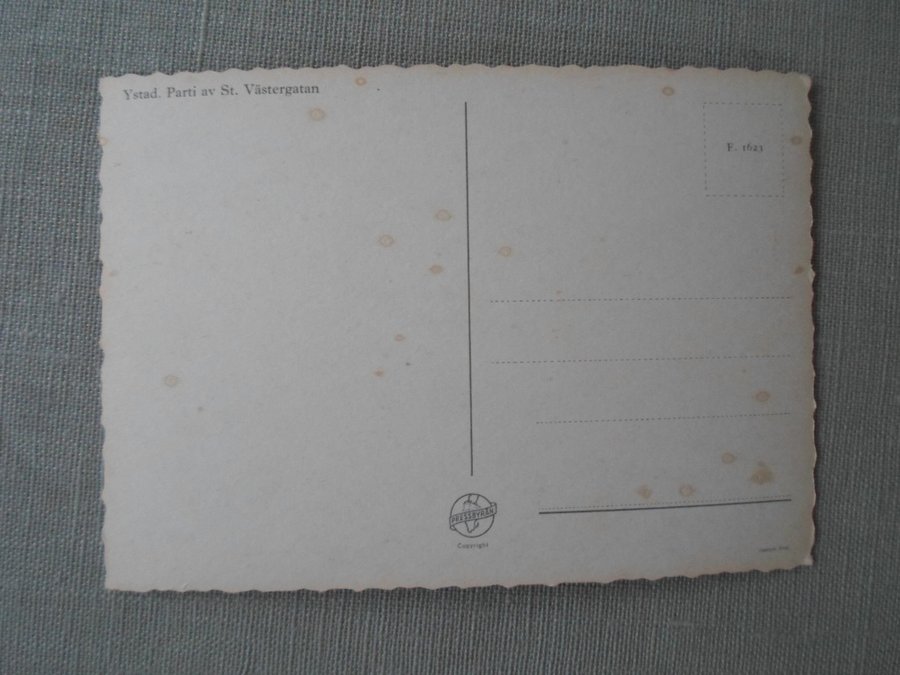 Ystad. Parti av St. Västergatan
F. 1623
PRESSBYRÅN
Copyright